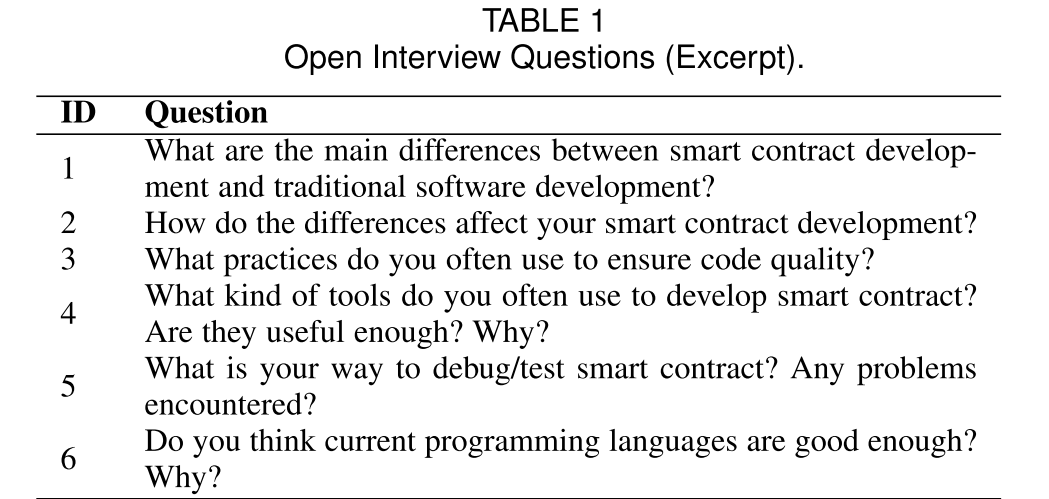 TABLE 1
Open Interview Questions (Excerpt).
ID Question
1 What are the main differences between smart contract develop-
ment and traditional software development?
2 How do the differences affect your smart contract development?
3 What practices do you often use to ensure code quality?
4 What kind of tools do you often use to develop smart contract?
Are they useful enough? Why?
5 What is your way to debug/test smart contract? Any problems
encountered?
6 Do you think current programming languages are good enough?
Why?